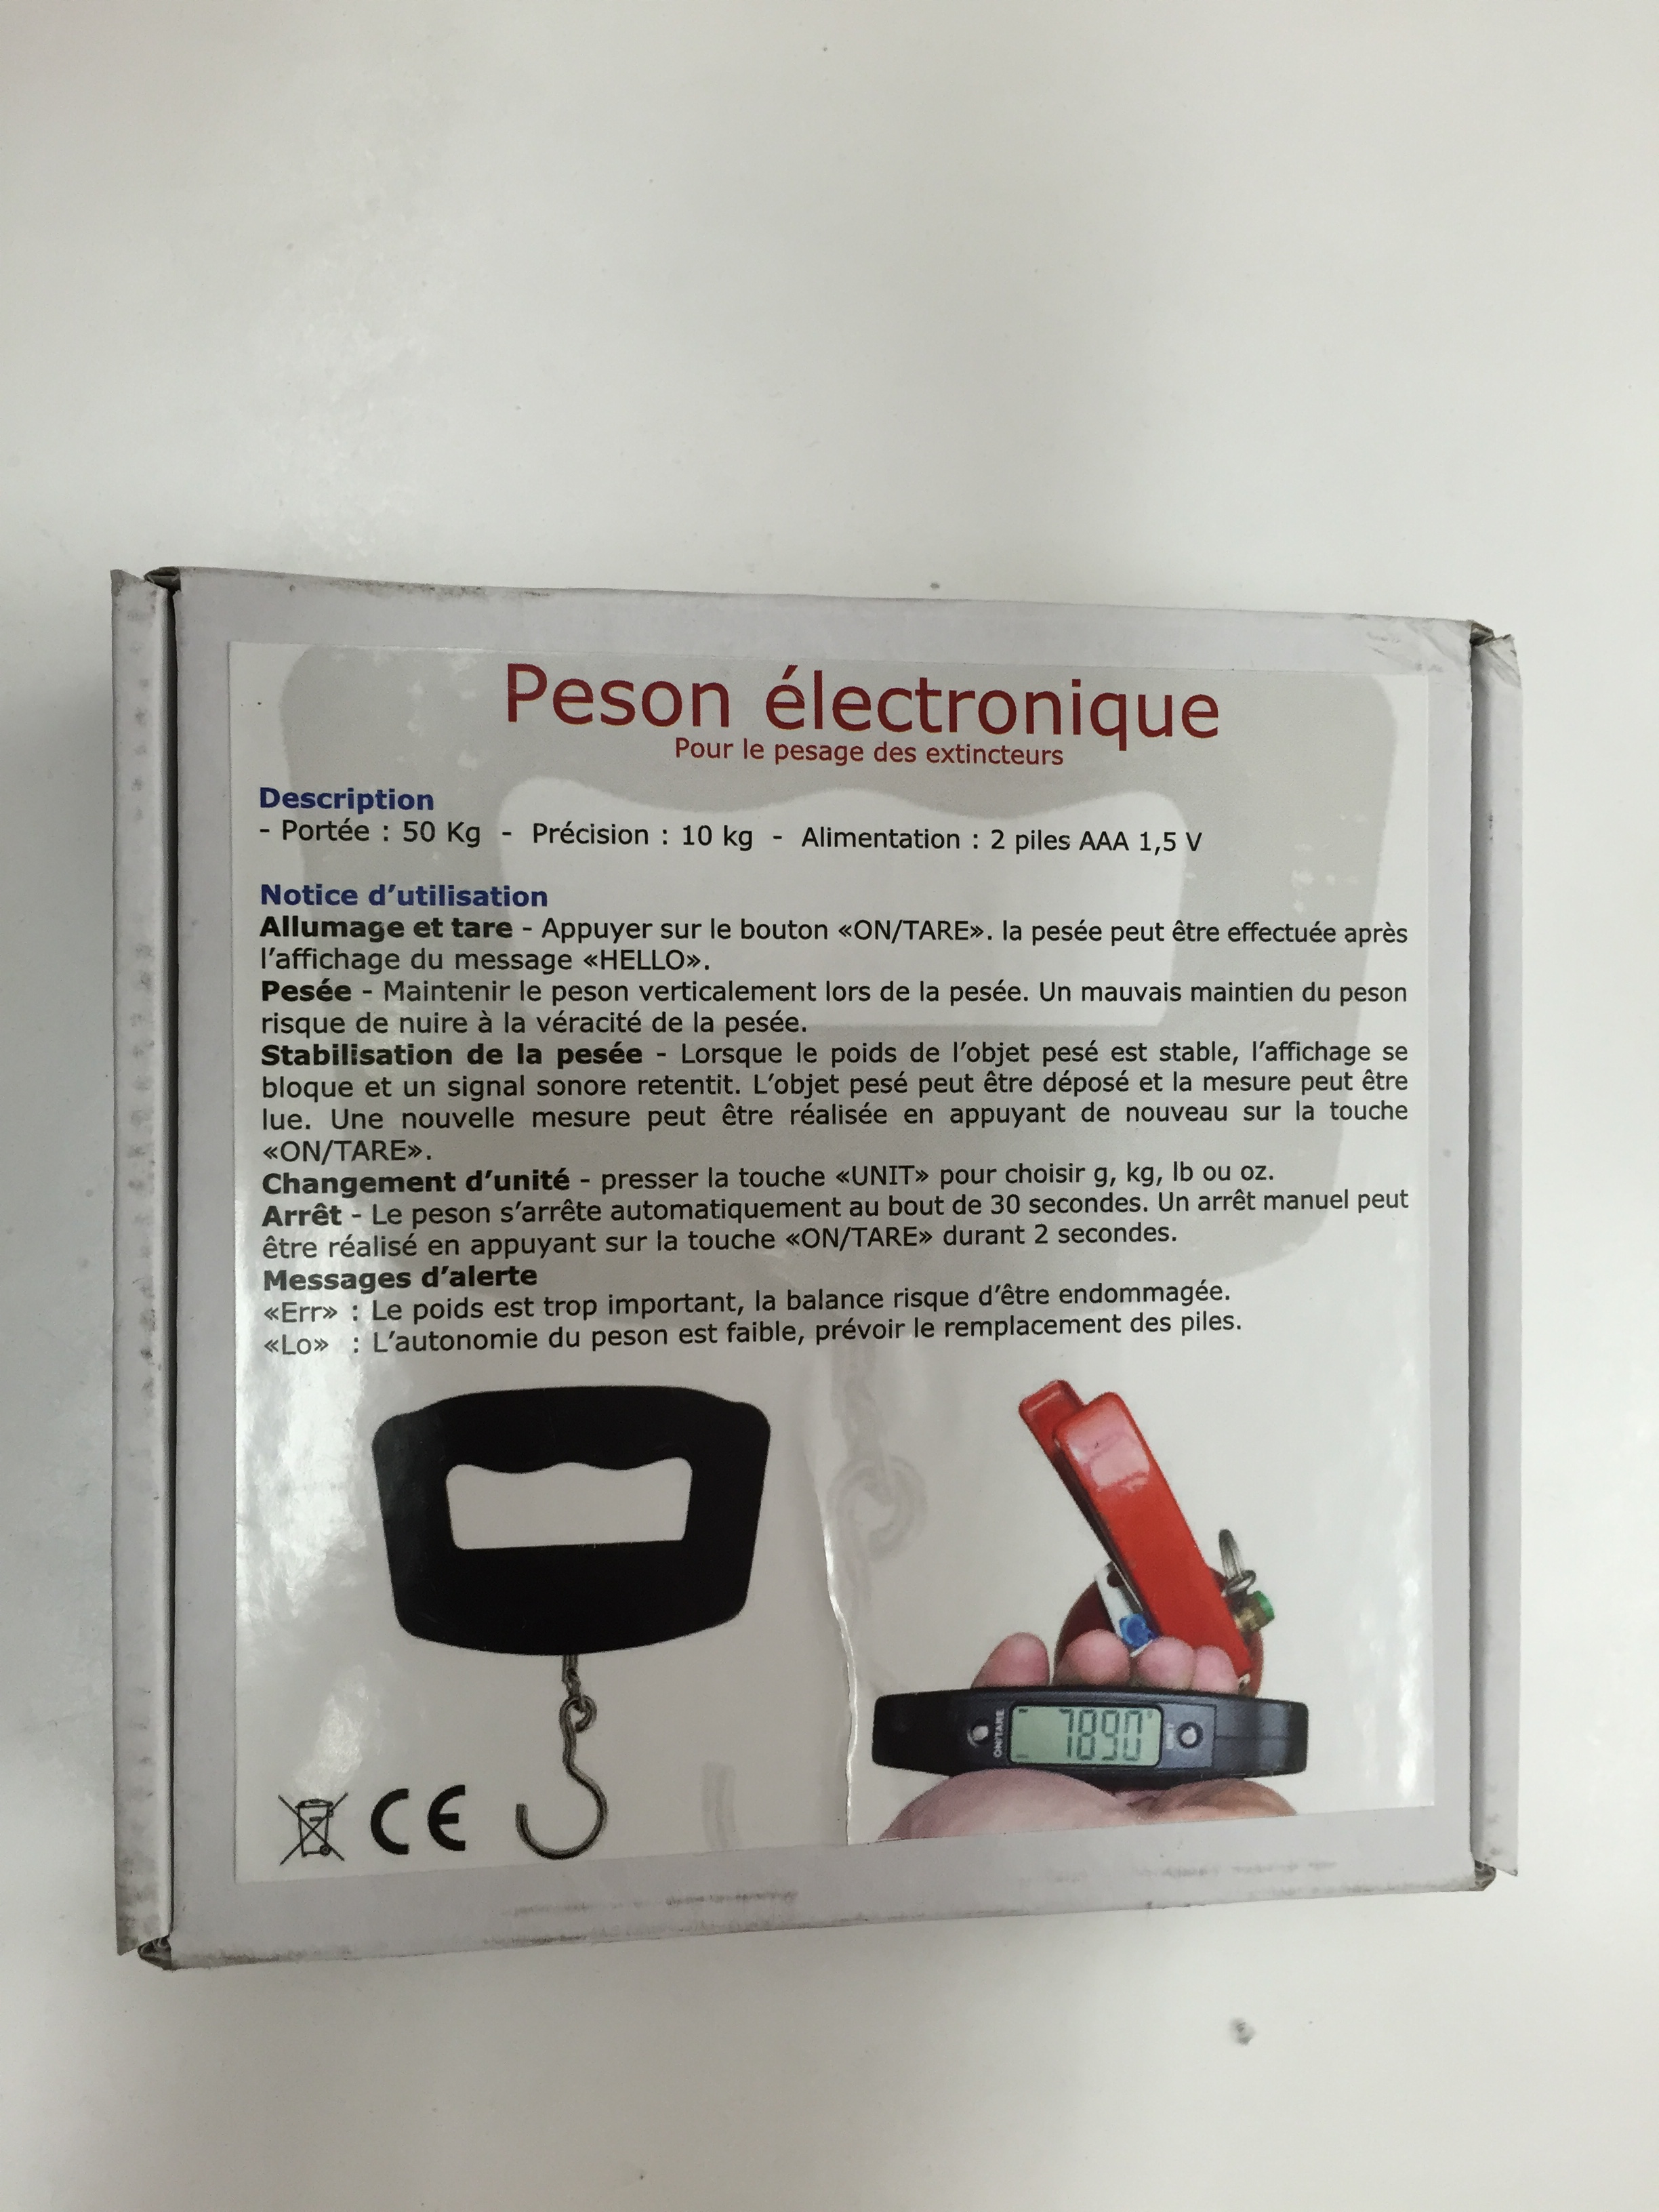 Peson électronique
Pour le pesage des extincteurs
Description
- Portée : 50 Kg - Précision : 10 kg - Alimentation : 2 piles AAA 1,5 V
Notice d’utilisation
Allumage et tare - Appuyer sur le bouton «ON/TARE». la pesée peut être effectuée après
l’affichage du message «HELLO».
Pesée - Maintenir le peson verticalement lors de la pesée. Un mauvais maintien du peson
risque de nuire à la véracité de la pesée.
Stabilisation de la pesée - Lorsque le poids de l’objet pesé est stable, l’affichage se
bloque et un signal sonore retentit. L’objet pesé peut être déposé et la mesure peut être
lue. Une nouvelle mesure peut être réalisée en appuyant de nouveau sur la touche
«ON/TARE».
Changement d’unité - presser la touche «UNIT» pour choisir g, kg, lb ou oz.
Arrêt - Le peson s’arrête automatiquement au bout de 30 secondes. Un arrêt manuel peut
être réalisé en appuyant sur la touche «ON/TARE» durant 2 secondes.
Messages d’alerte
«Err» : Le poids est trop important, la balance risque d’être endommagée.
«Lo» : L’autonomie du peson est faible, prévoir le remplacement des piles.
ON/TARE
7890
UNIT
CE